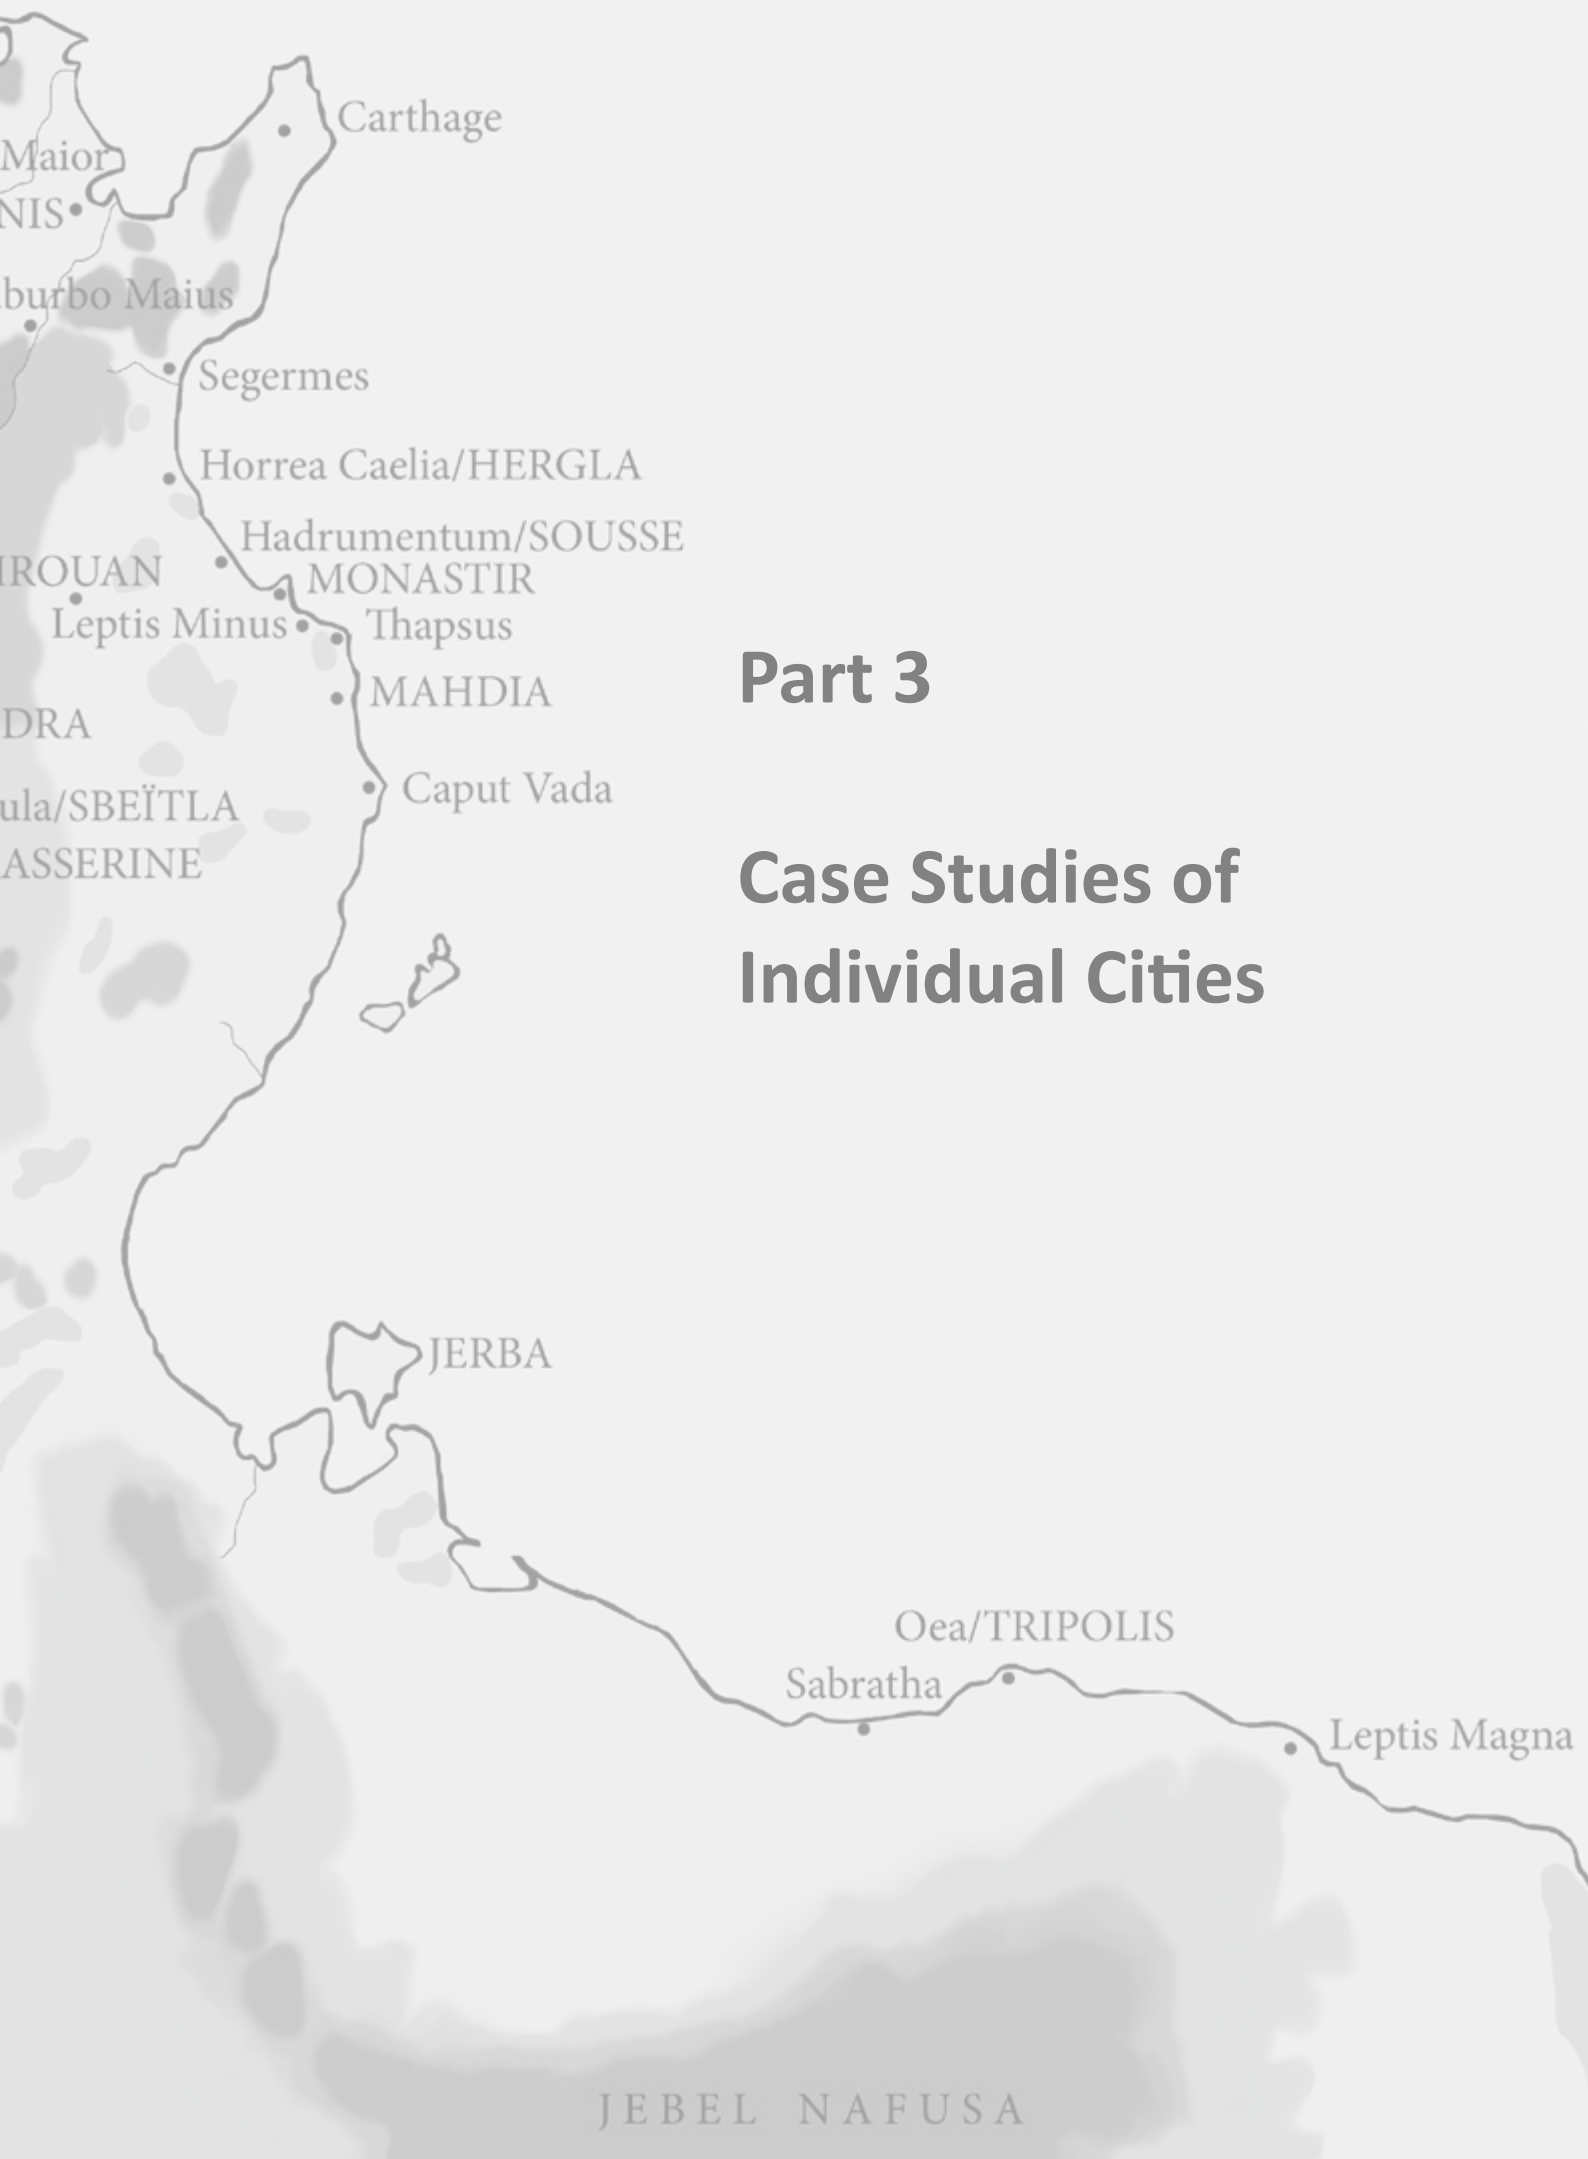 Carthage
Maior
NIS
burbo Maius
Segermes
Horrea Caelia/HERGLA
Hadrumentum/SOUSSE
IROUAN
MONASTIR
Leptis Minus
Thapsus
Part 3
MAHDIA
DRA
Caput Vada
ula/SBEÏTLA
ASSERINE
Case Studies of
Individual Cities
JERBA
Oea/TRIPOLIS
Sabratha
Leptis Magna
JEBEL NAFUSA